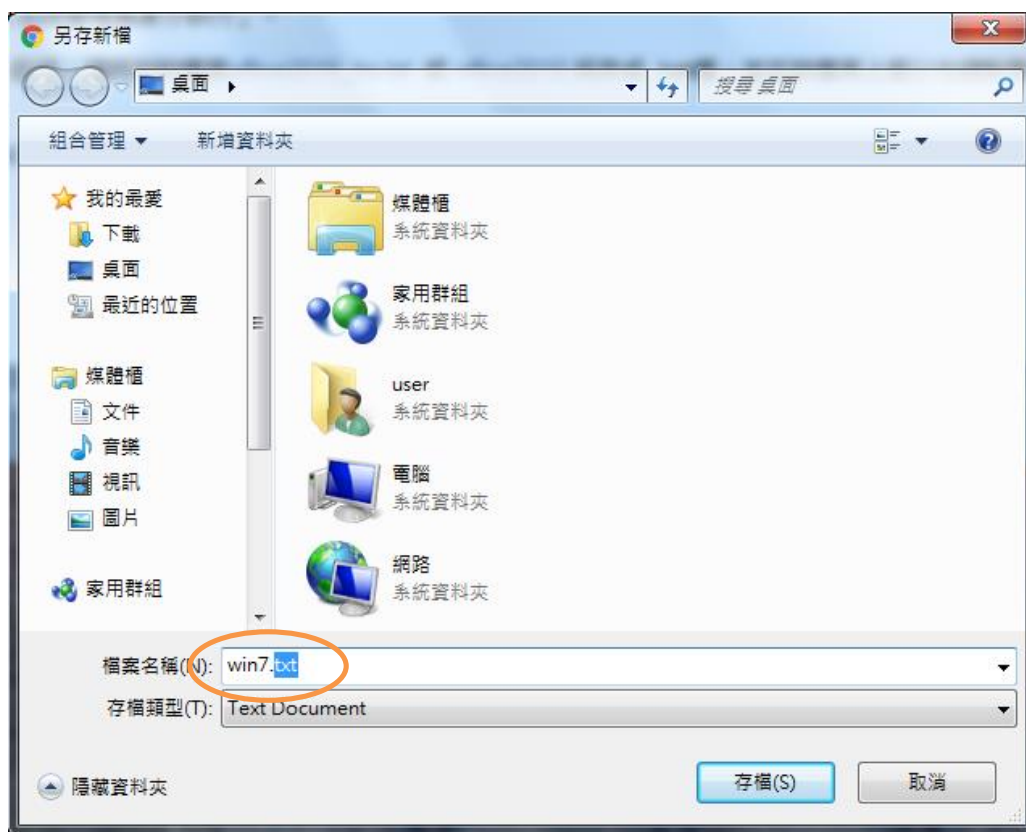 另存新檔
桌面
搜尋 桌面
組合管理
新增資料夾
我的最愛
下載
桌面
最近的位置
媒體櫃
文件
音樂
視訊
圖片
家用群組
媒體櫃
系統資料夾
家用群組
系統資料夾
user
系統資料夾
電腦
系統資料夾
網路
系統資料夾
檔案名稱(N): win7.txt
存檔類型(T): Text Document
隱藏資料夾
存檔(S)
取消